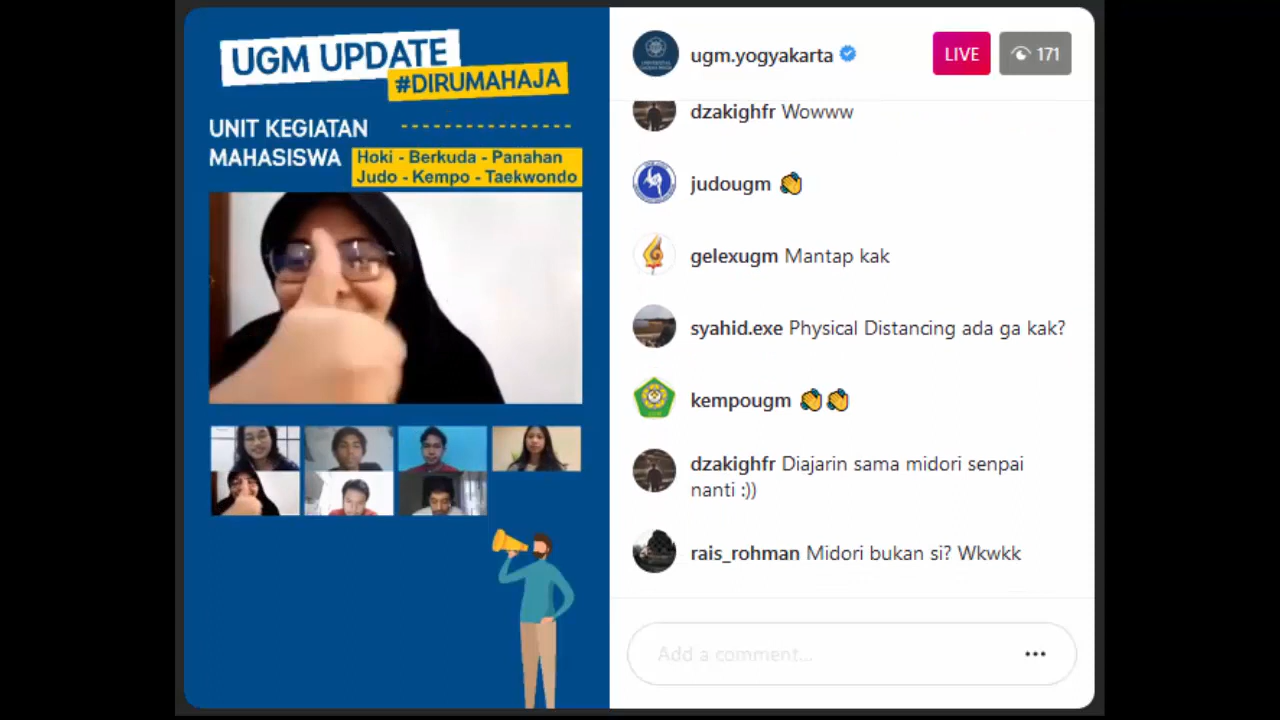 UGM UPDATE
#DIRUMAHAJA
UNIT KEGIATAN
MAHASISWA
Hoki - Berkuda - Panahan
Judo - Kempo - Taekwondo
ugm.yogyakarta
LIVE
171
dzakighfr Wowww
judougm 👏
gelexugm Mantap kak
syahid.exe Physical Distancing ada ga kak?
kempougm 👏👏
dzakighfr Diajarin sama midori senpai
nanti :))
rais_rohman Midori bukan si? Wkwkk
Add a comment...